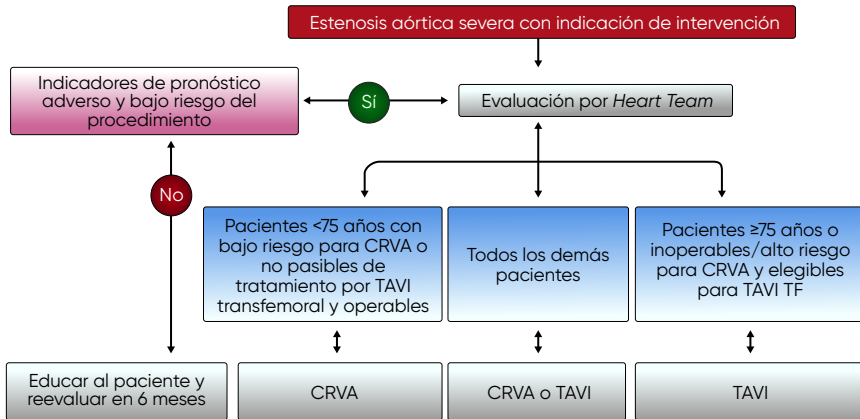 Estenosis aórtica severa con indicación de intervención
Indicadores de pronóstico
adverso y bajo riesgo del
procedimiento
Sí
Evaluación por Heart Team
No
Pacientes <75 años con
bajo riesgo para CRVA o
no pasibles de
tratamiento por TAVI
transfemoral y operables
Todos los demás
pacientes
Pacientes ≥75 años o
inoperables/alto riesgo
para CRVA y elegibles
para TAVI TF
Educar al paciente y
reevaluar en 6 meses
CRVA
CRVA o TAVI
TAVI